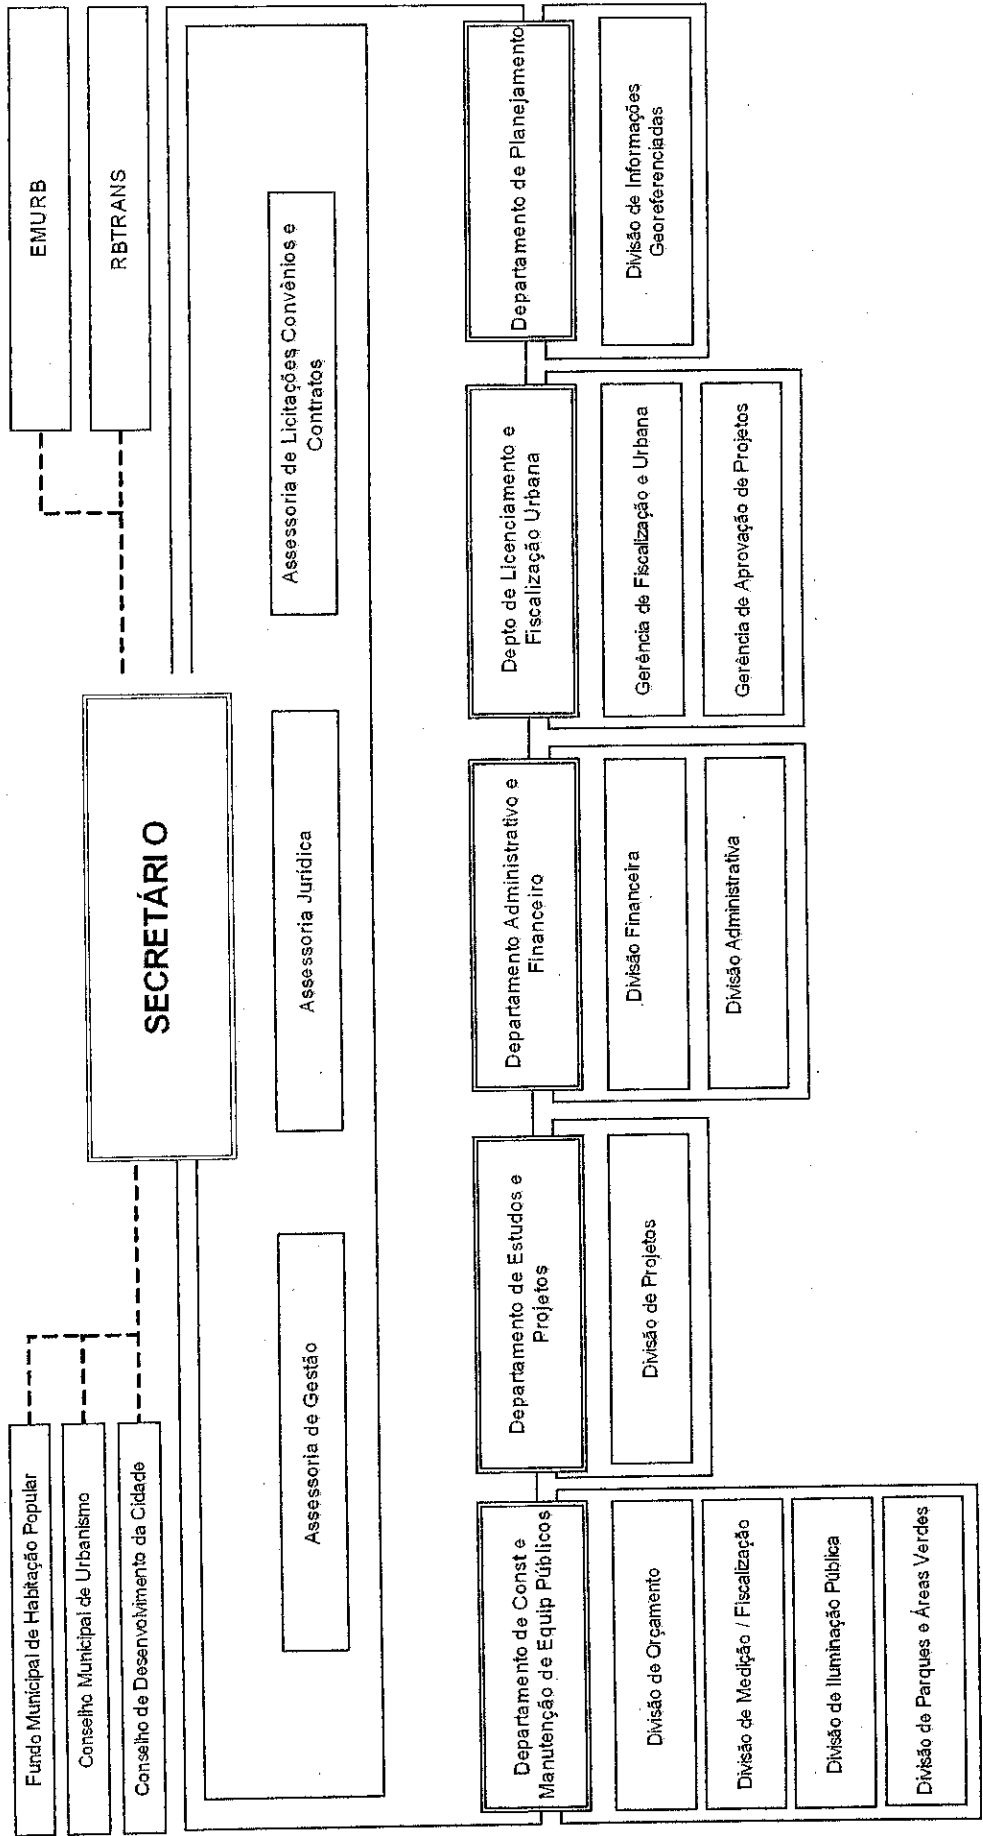 Fundo Municipal de Habitação Popular
Conselho Municipal de Urbanismo
Conselho de Desenvolvimento da Cidade
EMURB
RBTRANS
SECRETÁRIO
Assessoria de Gestão
Assessoria Jurídica
Assessoria de Licitações Convênios e
Contratos
Departamento de Const e
Manutenção de Equip Públicos
Divisão de Orçamento
Divisão de Medição / Fiscalização
Divisão de Iluminação Pública
Divisão de Parques e Áreas Verdes
Departamento de Estudos e
Projetos
Divisão de Projetos
Departamento Administrativo e
Financeiro
Divisão Financeira
Divisão Administrativa
Depto de Licenciamento e
Fiscalização Urbana
Gerência de Fiscalização e Urbana
Gerência de Aprovação de Projetos
Departamento de Planejamento
Divisão de Informações
Georeferenciadas